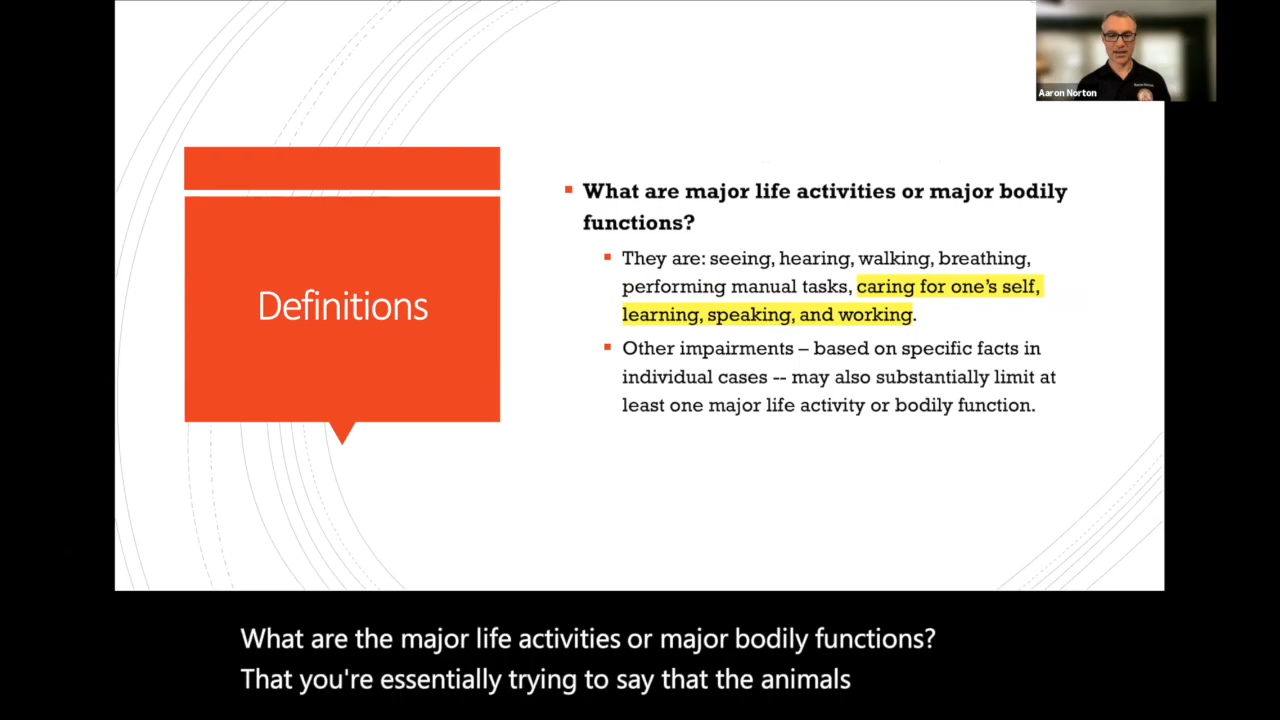 Aaron Norton
Definitions
What are major life activities or major bodily
functions?
They are: seeing, hearing, walking, breathing,
performing manual tasks, caring for one’s self,
learning, speaking, and working.
Other impairments – based on specific facts in
individual cases -- may also substantially limit at
least one major life activity or bodily function.
What are the major life activities or major bodily functions?
That you're essentially trying to say that the animals